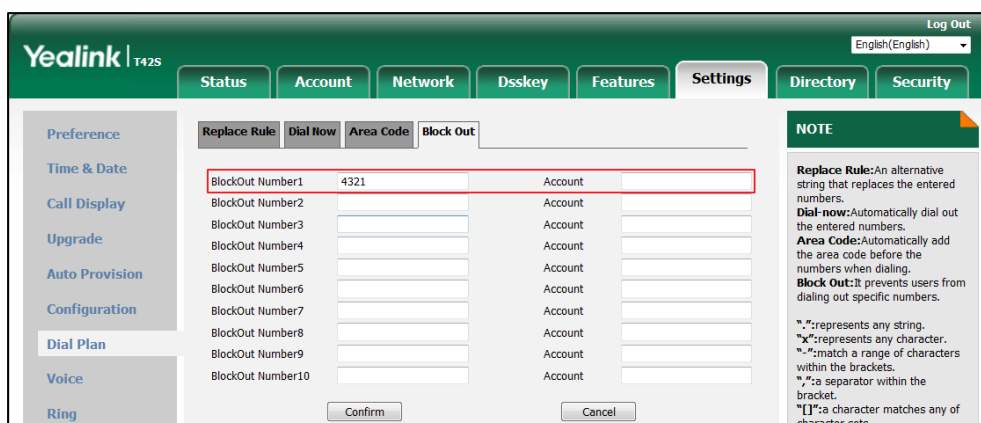 Log Out
English(English)
Yealink | T42S
Status Account Network Dsskey Features Settings Directory Security
Preference
Time & Date
Call Display
Upgrade
Auto Provision
Configuration
Dial Plan
Voice
Ring
Replace Rule Dial Now Area Code Block Out
BlockOut Number1 4321 Account
BlockOut Number2 Account
BlockOut Number3 Account
BlockOut Number4 Account
BlockOut Number5 Account
BlockOut Number6 Account
BlockOut Number7 Account
BlockOut Number8 Account
BlockOut Number9 Account
BlockOut Number10 Account
Confirm Cancel
NOTE
Replace Rule:An alternative
string that replaces the entered
numbers.
Dial-now:Automatically dial out
the entered numbers.
Area Code:Automatically add
the area code before the
numbers when dialing.
Block Out:It prevents users from
dialing out specific numbers.
".":represents any string.
"x":represents any character.
"-":match a range of characters
within the brackets.
",":a separator within the
bracket.
"[]":a character matches any of
character sets.